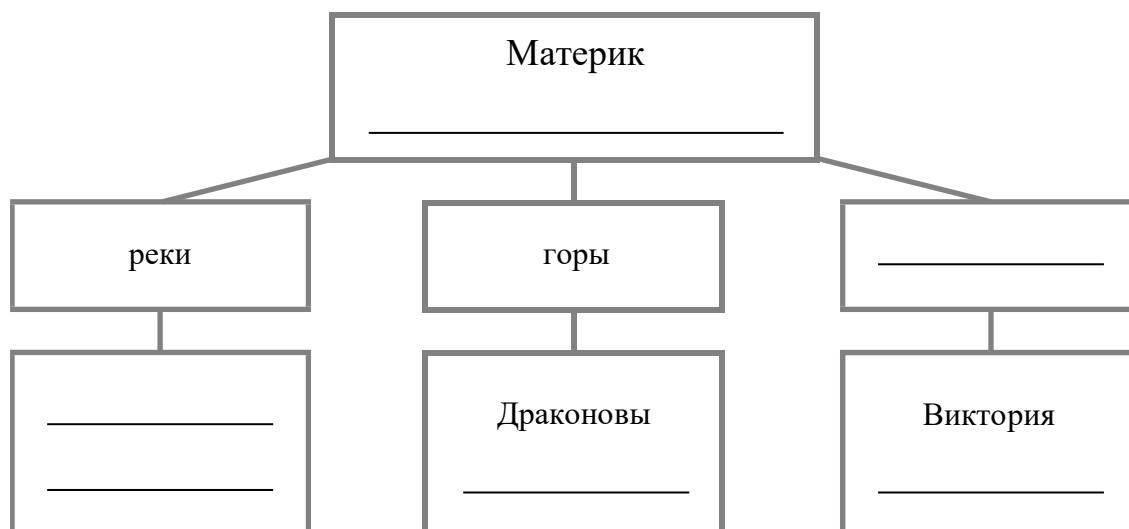 Материк
реки
горы
Драконовы
Виктория